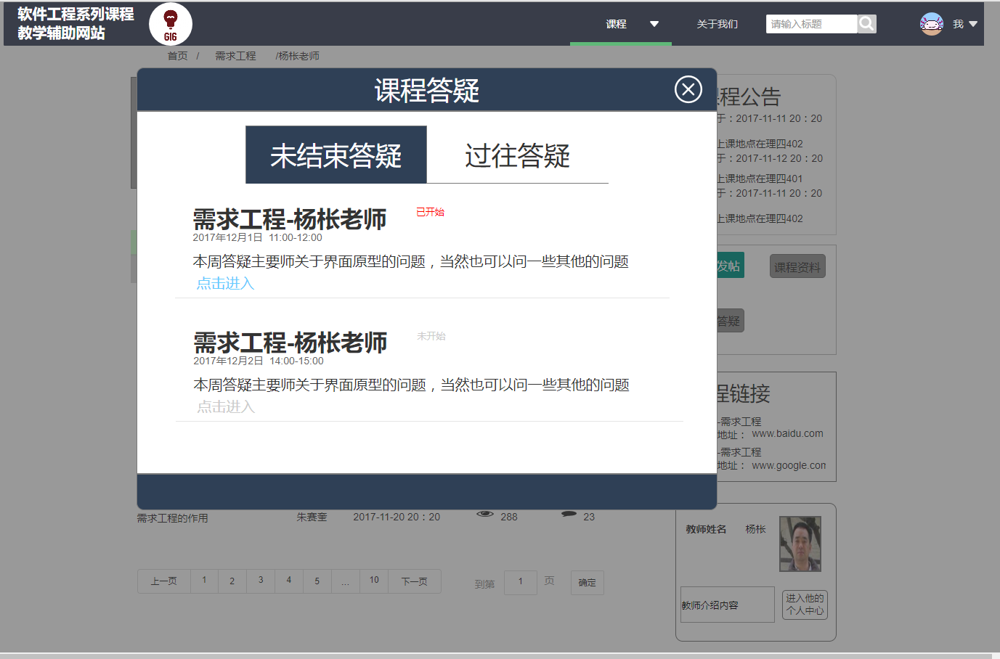 软件工程系列课程
教学辅助网站
GIG
课程
关于我们
请输入标题
我
首页 / 需求工程 /杨枨老师
课程答疑
未结束答疑
过往答疑
需求工程-杨枨老师
已开始
2017年12月1日 11:00-12:00
本周答疑主要师关于界面原型的问题，当然也可以问一些其他的问题
点击进入
需求工程-杨枨老师
未开始
2017年12月2日 14:00-15:00
本周答疑主要师关于界面原型的问题，当然也可以问一些其他的问题
点击进入
程公告
于：2017-11-11 20：20
上课地点在理四402
于：2017-11-12 20：20
上课地点在理四401
于：2017-11-11 20：20
上课地点在理四402
发帖
课程资料
答疑
程链接
-需求工程
地址： www.baidu.com
-需求工程
地址： www.google.com
需求工程的作用
朱赛奎
2017-11-20 20：20
288
23
上一页 1 2 3 4 5 ... 10 下一页
到第 1 页 确定
教师姓名 杨枨
教师介绍内容
进入他的
个人中心